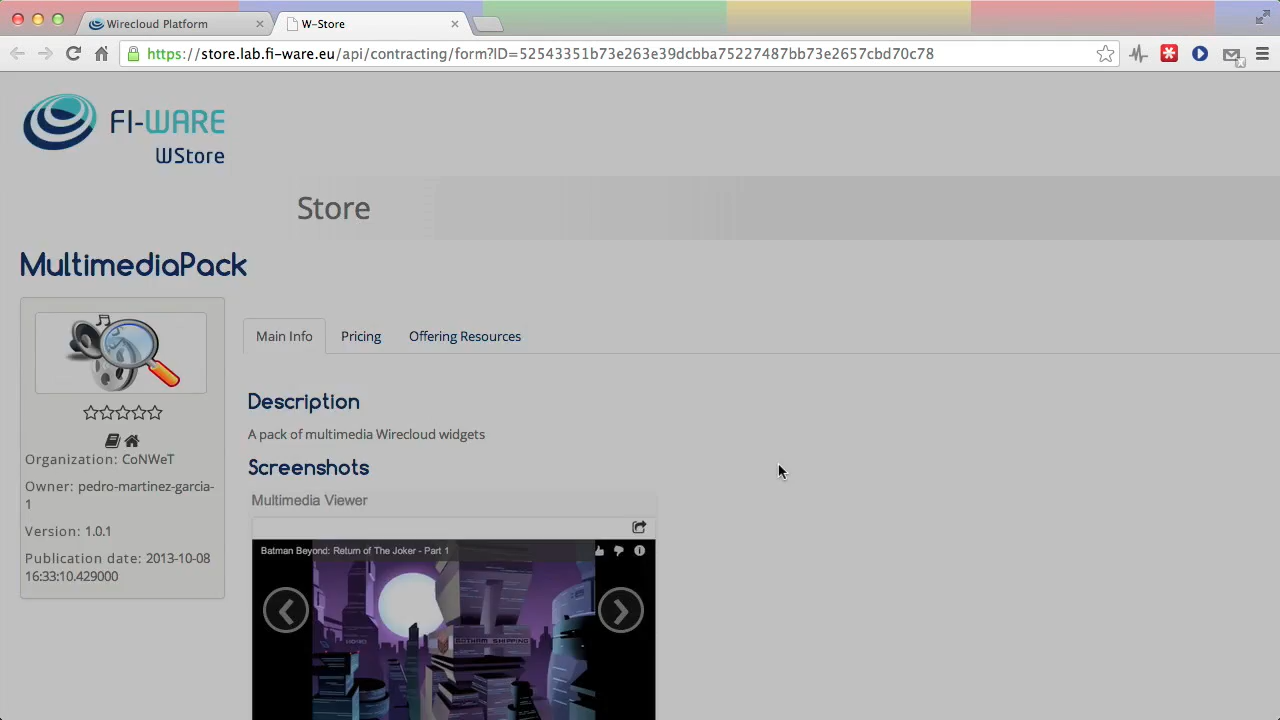 Wirecloud Platform
W-Store
https://store.lab.fi-ware.eu/api/contracting/form?ID=52543351b73e263e39dcbba75227487bb73e2657cbd70c78
FI-WARE
WStore
Store
MultimediaPack
Main Info
Pricing
Offering Resources
Organization: CoNWeT
Owner: pedro-martinez-garcia-
1
Version: 1.0.1
Publication date: 2013-10-08
16:33:10.429000
Description
A pack of multimedia Wirecloud widgets
Screenshots
Multimedia Viewer
Batman Beyond: Return of The Joker - Part 1
GOTHAM SHIPPING